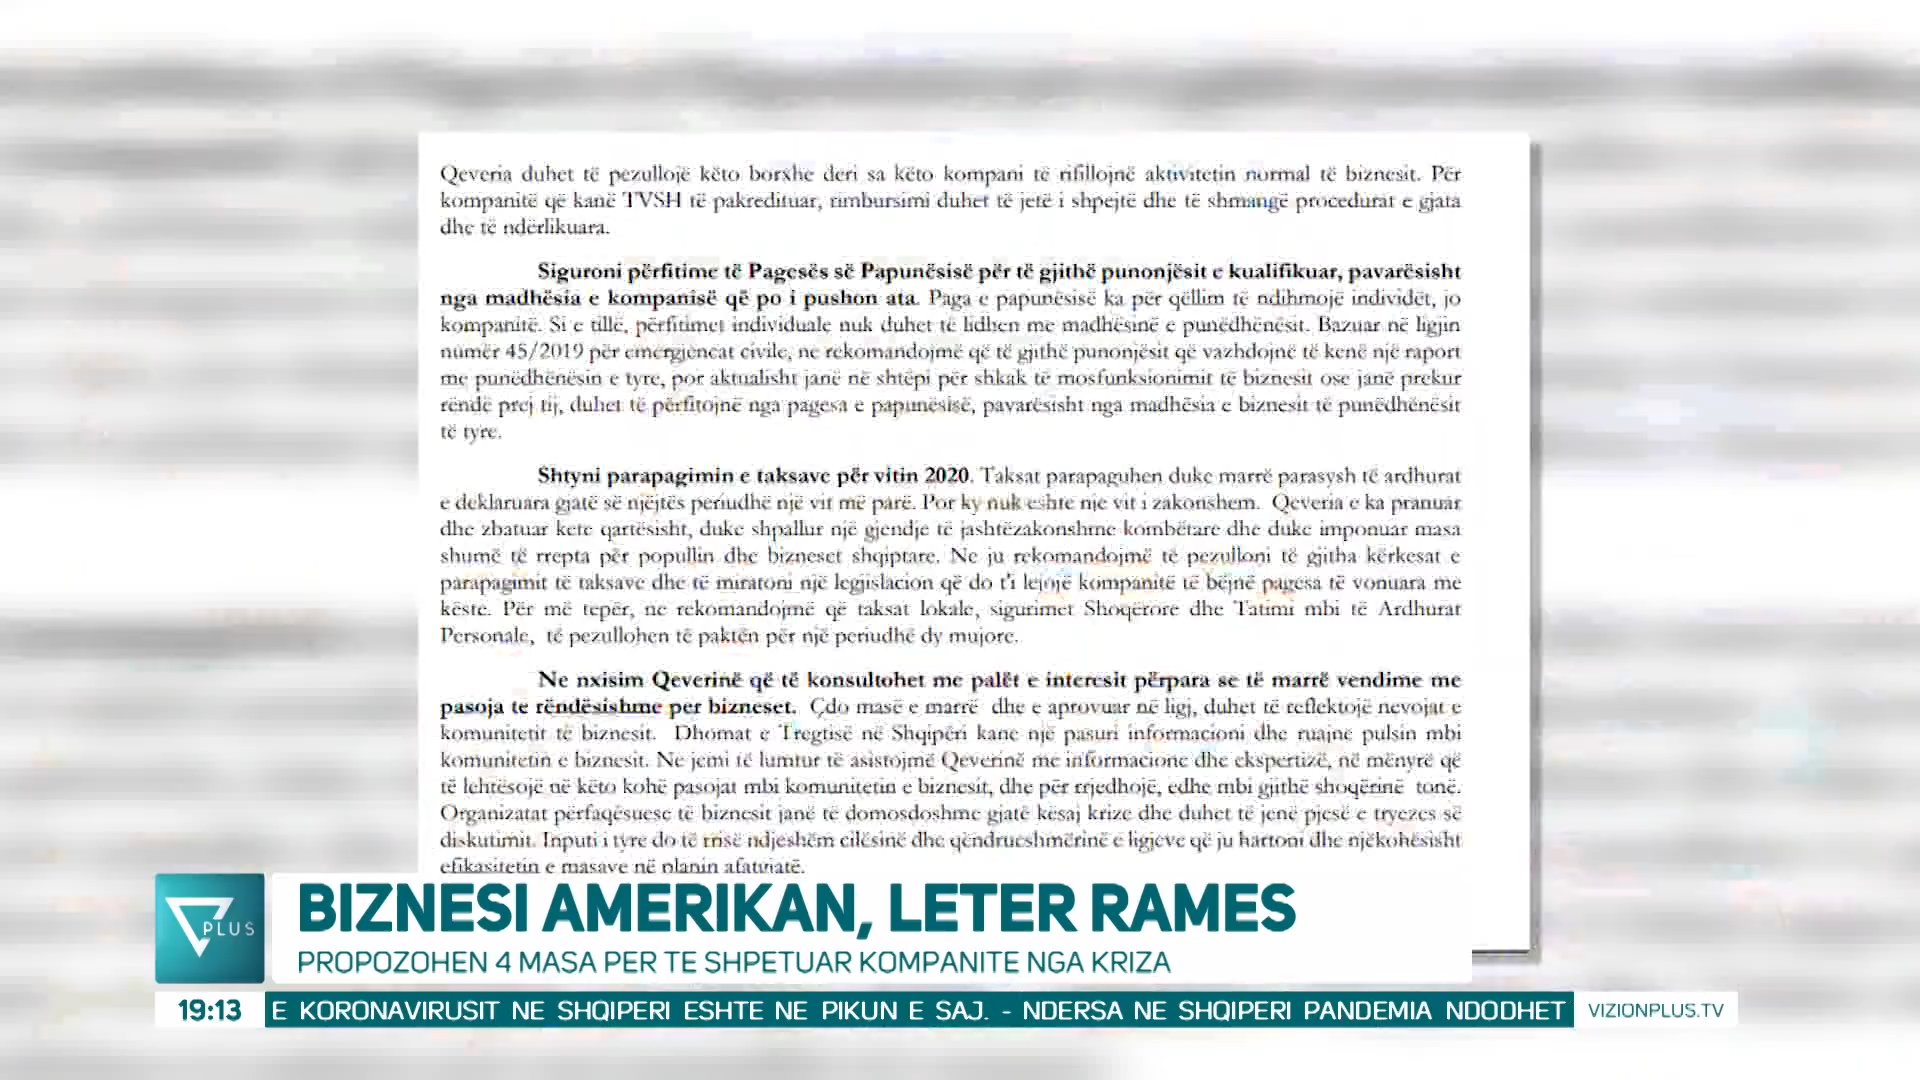 Qeveria duhet të pezullojë këto borxhe deri sa këto kompani të rifillojnë aktivitetin normal të biznesit. Për
kompanitë që kanë TVSH të pakredituar, rimbursimi duhet të jetë i shpejtë dhe të shmangë procedurat e gjata
dhe të ndërlikuara.
Siguroni përfitime të Pagesës së Papunësisë për të gjithë punonjësit e kualifikuar, pavarësisht
nga madhësia e kompanisë që po i pushon ata. Paga e papunësisë ka për qëllim të ndihmojë individët, jo
kompanitë. Si e tillë, përfitimet individuale nuk duhet të lidhen me madhësinë e punëdhënësit. Bazuar në ligjin
numër 45/2019 për emergjencat civile, ne rekomandojmë që të gjithë punonjësit që vazhdojnë të kenë një raport
me punëdhënësin e tyre, por aktualisht janë në shtëpi për shkak të mosfunksionimit të biznesit ose janë prekur
rëndë prej tij, duhet të përfitojnë nga pagesa e papunësisë, pavarësisht nga madhësia e biznesit të punëdhënësit
të tyre.
Shtyni parapagimin e taksave për vitin 2020. Taksat parapaguhen duke marrë parasysh të ardhurat
e deklaruara gjatë së njëjtës periudhë një vit më parë. Por ky nuk eshte nje vit i zakonshem. Qeveria e ka pranuar
dhe zbatuar kete qartësisht, duke shpallur një gjendje të jashtëzakonshme kombëtare dhe duke imponuar masa
shumë të rrepta për popullin dhe bizneset shqiptare. Ne ju rekomandojmë të pezulloni të gjitha kërkesat e
parapagimit të taksave dhe të miratoni një legjislacion që do t'i lejojë kompanitë të bëjnë pagesa të vonuara me
këste. Për më tepër, ne rekomandojmë që taksat lokale, sigurimet Shoqërore dhe Tatimi mbi të Ardhurat
Personale, të pezullohen të paktën për një periudhë dy mujore.
Ne nxisim Qeverinë që të konsultohet me palët e interesit përpara se të marrë vendime me
pasoja te rëndësishme per bizneset. Çdo masë e marrë dhe e aprovuar në ligj, duhet të reflektojë nevojat e
komunitetit të biznesit. Dhomat e Tregtisë në Shqipëri kane një pasuri informacioni dhe ruajne pulsin mbi
komunitetin e biznesit. Ne jemi të lumtur të asistojmë Qeverinë me informacione dhe ekspertizë, në mënyrë që
të lehtësojë në këto kohë pasojat mbi komunitetin e biznesit, dhe për rrjedhojë, edhe mbi gjithë shoqërinë tonë.
Organizatat përfaqësuese të biznesit janë të domosdoshme gjatë kësaj krize dhe duhet të jenë pjesë e tryezes së
diskutimit. Inputi i tyre do të rrisë ndjeshëm cilësinë dhe qëndrueshmërinë e ligjeve që ju hartoni dhe njëkohësisht
efikasitetin e masave në planin afatgjatë.
BIZNESI AMERIKAN, LETER RAMES
PROPOZOHEN 4 MASA PER TE SHPETUAR KOMPANITE NGA KRIZA
PLUS
19:13 E KORONAVIRUSIT NE SHQIPERI ESHTE NE PIKUN E SAJ. - NDERSA NE SHQIPERI PANDEMIA NDODHET VIZIONPLUS.TV